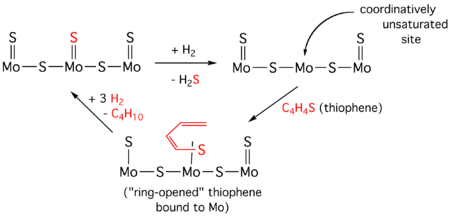 coordinatively
unsaturated
site
S S S + H₂ S S
Mo—S—Mo—S—Mo - H₂S Mo—S—Mo—S—Mo
+ 3 H₂ C₄H₄S (thiophene)
- C₄H₁₀
S S S
Mo—S—Mo—S—Mo
("ring-opened" thiophene
bound to Mo)